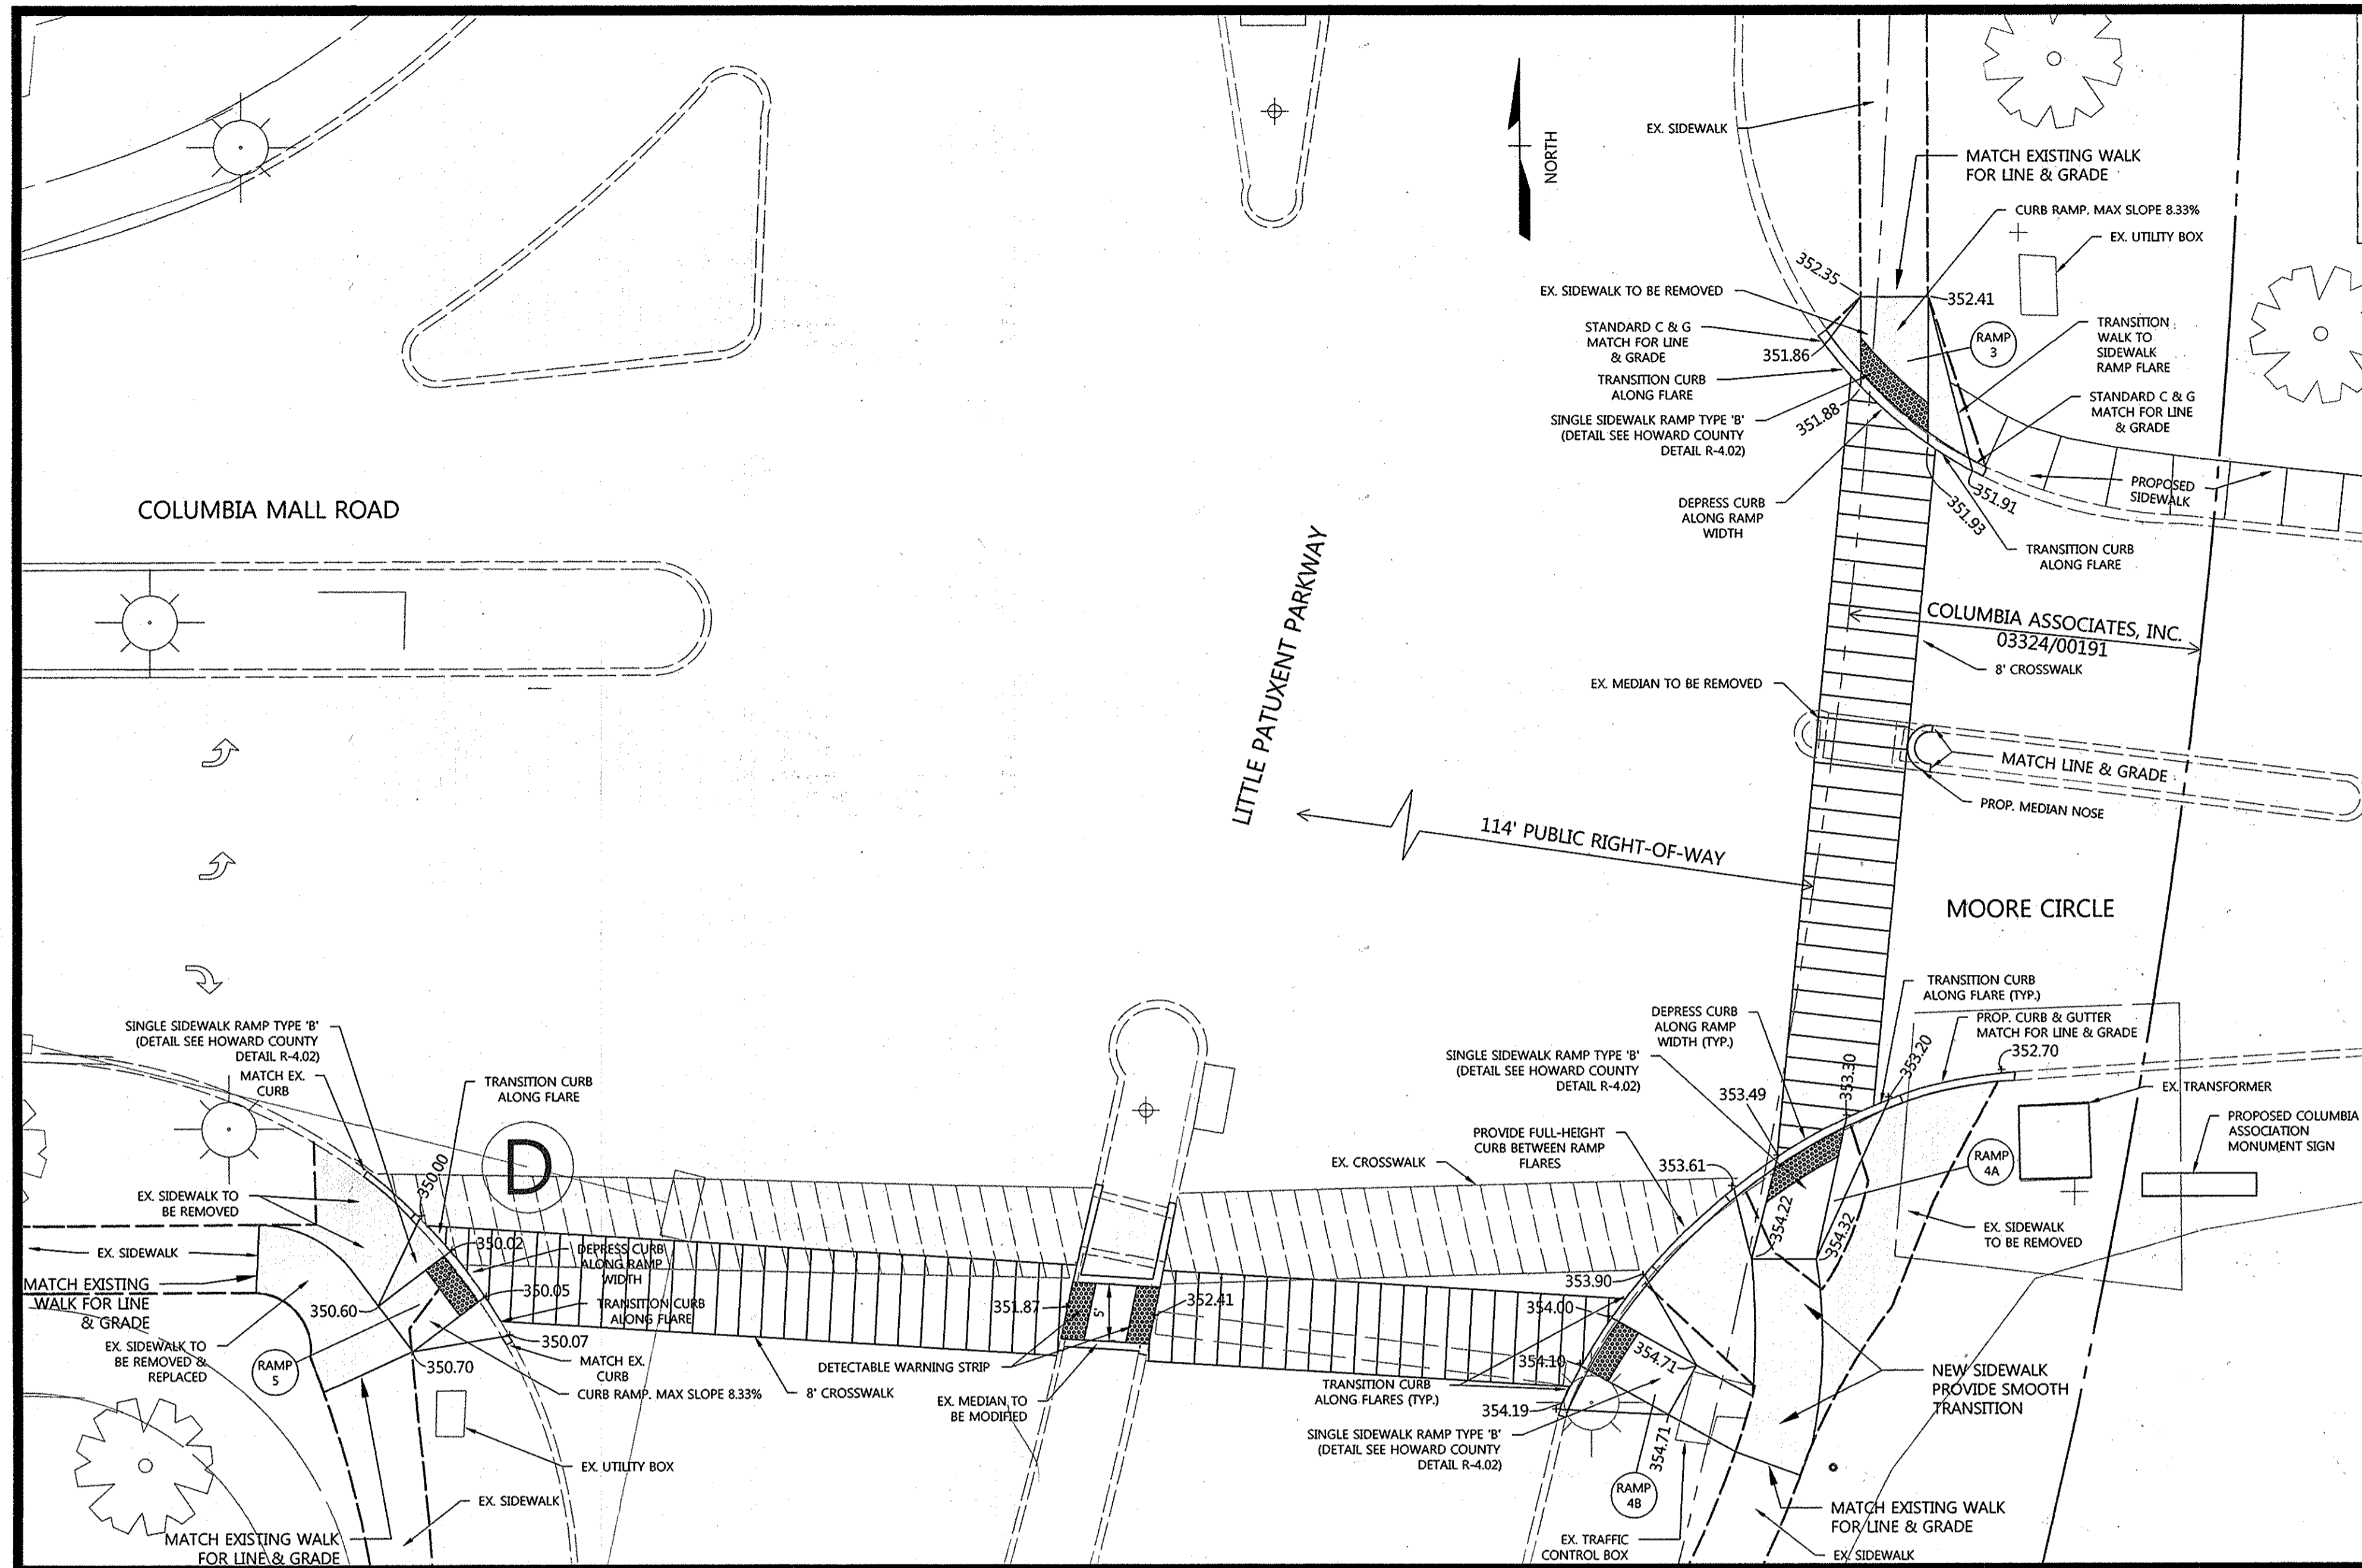 NORTH
EX. SIDEWALK
MATCH EXISTING WALK
FOR LINE & GRADE
CURB RAMP. MAX SLOPE 8.33%
EX. UTILITY BOX
352.35
352.41
EX. SIDEWALK TO BE REMOVED
STANDARD C & G
MATCH FOR LINE
& GRADE
351.86
RAMP
3
TRANSITION
WALK TO
SIDEWALK
RAMP FLARE
TRANSITION CURB
ALONG FLARE
STANDARD C & G
MATCH FOR LINE
& GRADE
351.88
SINGLE SIDEWALK RAMP TYPE 'B'
(DETAIL SEE HOWARD COUNTY
DETAIL R-4.02)
PROPOSED
SIDEWALK
351.91
351.93
DEPRESS CURB
ALONG RAMP
WIDTH
TRANSITION CURB
ALONG FLARE
COLUMBIA MALL ROAD
LITTLE PATUXENT PARKWAY
COLUMBIA ASSOCIATES, INC.
03324/00191
8' CROSSWALK
EX. MEDIAN TO BE REMOVED
MATCH LINE & GRADE
PROP. MEDIAN NOSE
114' PUBLIC RIGHT-OF-WAY
MOORE CIRCLE
TRANSITION CURB
ALONG FLARE (TYP.)
DEPRESS CURB
ALONG RAMP
WIDTH (TYP.)
PROP. CURB & GUTTER
MATCH FOR LINE & GRADE
352.70
353.20
353.30
353.49
SINGLE SIDEWALK RAMP TYPE 'B'
(DETAIL SEE HOWARD COUNTY
DETAIL R-4.02)
EX. TRANSFORMER
PROPOSED COLUMBIA
ASSOCIATION
MONUMENT SIGN
PROVIDE FULL-HEIGHT
CURB BETWEEN RAMP
FLARES
EX. CROSSWALK
353.61
RAMP
4A
354.22
354.32
EX. SIDEWALK
TO BE REMOVED
SINGLE SIDEWALK RAMP TYPE 'B'
(DETAIL SEE HOWARD COUNTY
DETAIL R-4.02)
MATCH EX.
CURB
TRANSITION CURB
ALONG FLARE
D
350.00
EX. SIDEWALK TO
BE REMOVED
EX. SIDEWALK
350.02
DEPRESS CURB
ALONG RAMP
WIDTH
350.05
TRANSITION CURB
ALONG FLARE
MATCH EXISTING
WALK FOR LINE
& GRADE
350.60
350.07
MATCH EX.
CURB
EX. SIDEWALK TO
BE REMOVED &
REPLACED
RAMP
5
350.70
CURB RAMP. MAX SLOPE 8.33%
8' CROSSWALK
351.87
5'
352.41
DETECTABLE WARNING STRIP
EX. MEDIAN TO
BE MODIFIED
353.90
354.00
354.10
354.71
TRANSITION CURB
ALONG FLARES (TYP.)
354.19
SINGLE SIDEWALK RAMP TYPE 'B'
(DETAIL SEE HOWARD COUNTY
DETAIL R-4.02)
354.71
RAMP
4B
NEW SIDEWALK
PROVIDE SMOOTH
TRANSITION
EX. UTILITY BOX
EX. SIDEWALK
MATCH EXISTING WALK
FOR LINE & GRADE
EX. TRAFFIC
CONTROL BOX
MATCH EXISTING WALK
FOR LINE & GRADE
EX. SIDEWALK